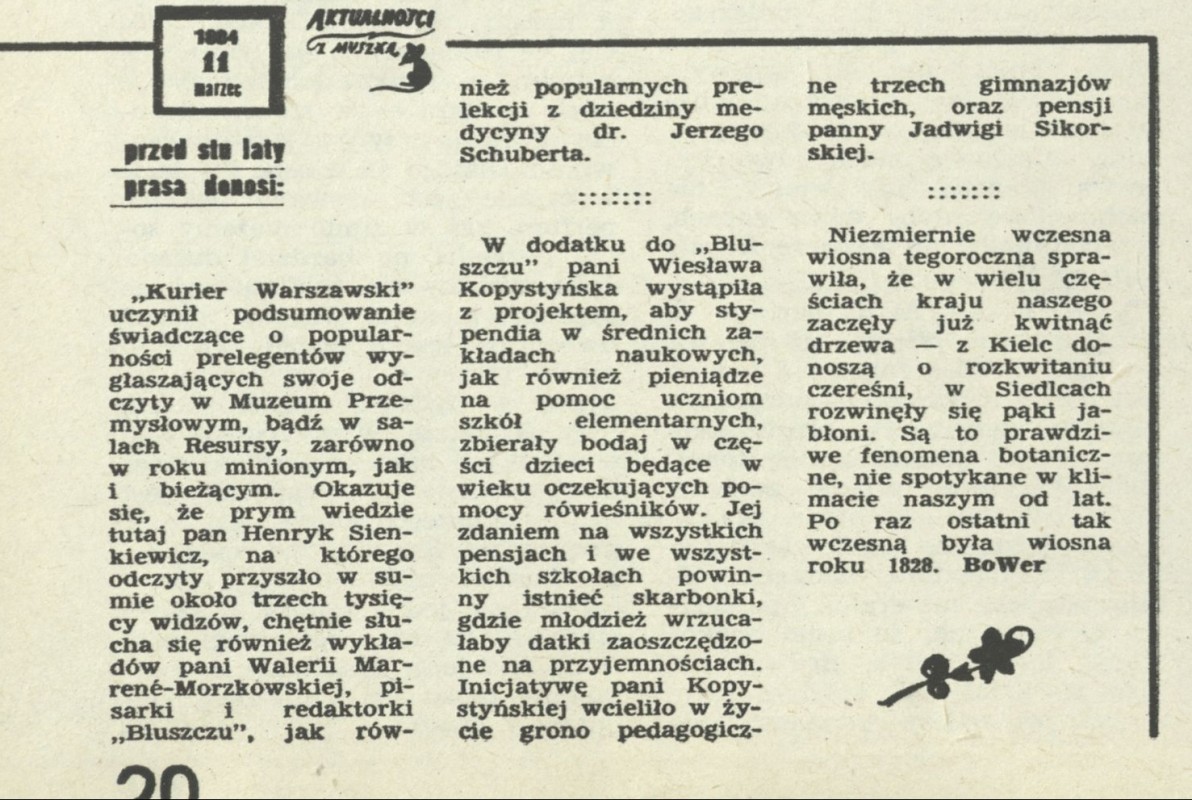 1884
11
marzec
AKTUALNOŚCI
Z MUSZKĄ
przed stu laty
prasa donosi:
„Kurier Warszawski”
uczynił podsumowanie
świadczące o popular-
ności prelegentów wy-
głaszających swoje od-
czyty w Muzeum Prze-
mysłowym, bądź w sa-
lach Resursy, zarówno
w roku minionym, jak
i bieżącym. Okazuje
się, że prym wiedzie
tutaj pan Henryk Sien-
kiewicz, na którego
odczyty przyszło w su-
mie około trzech tysię-
cy widzów, chętnie słu-
cha się również wykła-
dów pani Walerii Mar-
rené-Morzkowskiej, pi-
sarki i redaktorki
„Bluszczu”, jak rów-
nież popularnych pre-
lekcji z dziedziny me-
dycyny dr. Jerzego
Schuberta.
W dodatku do „Blu-
szczu” pani Wiesława
Kopystyńska wystąpiła
z projektem, aby sty-
pendia w średnich za-
kładach naukowych,
jak również pieniądze
na pomoc uczniom
szkół elementarnych,
zbierały bodaj w czę-
ści dzieci będące w
wieku oczekujących po-
mocy rówieśników. Jej
zdaniem na wszystkich
pensjach i we wszyst-
kich szkołach powin-
ny istnieć skarbonki,
gdzie młodzież wrzuca-
łaby datki zaoszczędzo-
ne na przyjemnościach.
Inicjatywę pani Kopy-
styńskiej wcieliło w ży-
cie grono pedagogicz-
ne trzech gimnazjów
męskich, oraz pensji
panny Jadwigi Sikor-
skiej.
Niezmiernie wczesna
wiosna tegoroczna spra-
wiła, że w wielu czę-
ściach kraju naszego
zaczęły już kwitnąć
drzewa — z Kielc do-
noszą o rozkwitaniu
czereśni, w Siedlcach
rozwinęły się pąki ja-
błoni. Są to prawdzi-
we fenomena botanicz-
ne, nie spotykane w kli-
macie naszym od lat.
Po raz ostatni tak
wczesną była wiosna
roku 1828. BoWer
20